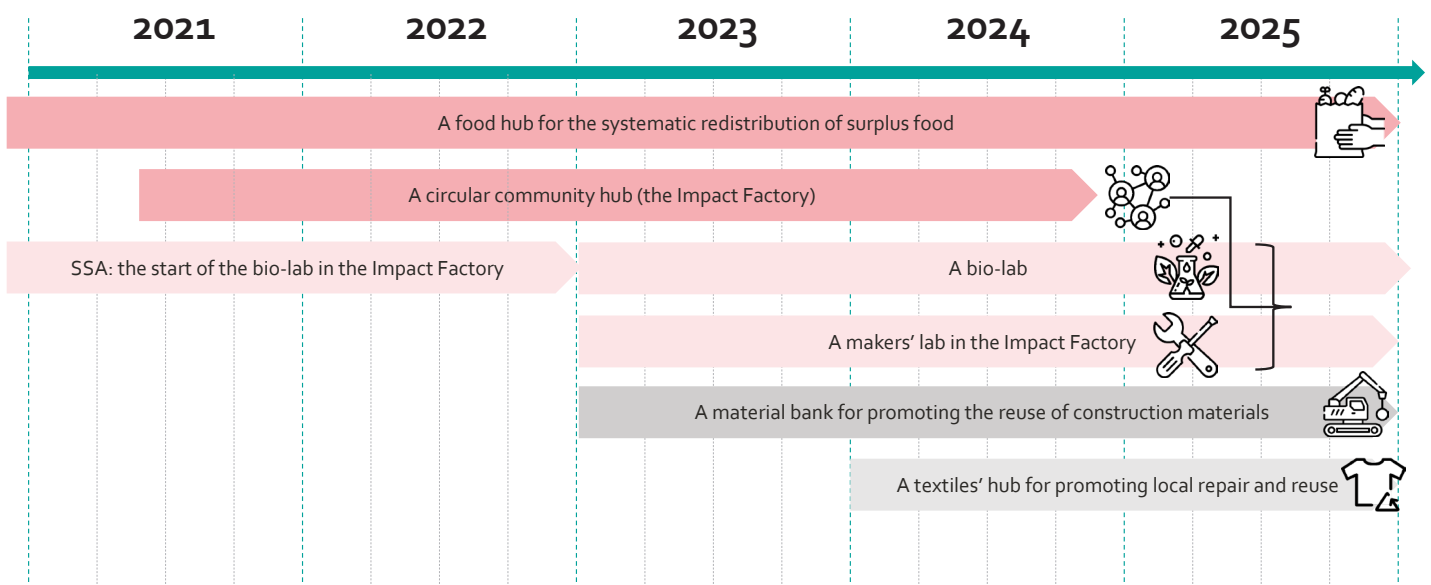 2021 2022 2023 2024 2025
A food hub for the systematic redistribution of surplus food
A circular community hub (the Impact Factory)
SSA: the start of the bio-lab in the Impact Factory
A bio-lab
A makers’ lab in the Impact Factory
A material bank for promoting the reuse of construction materials
A textiles’ hub for promoting local repair and reuse